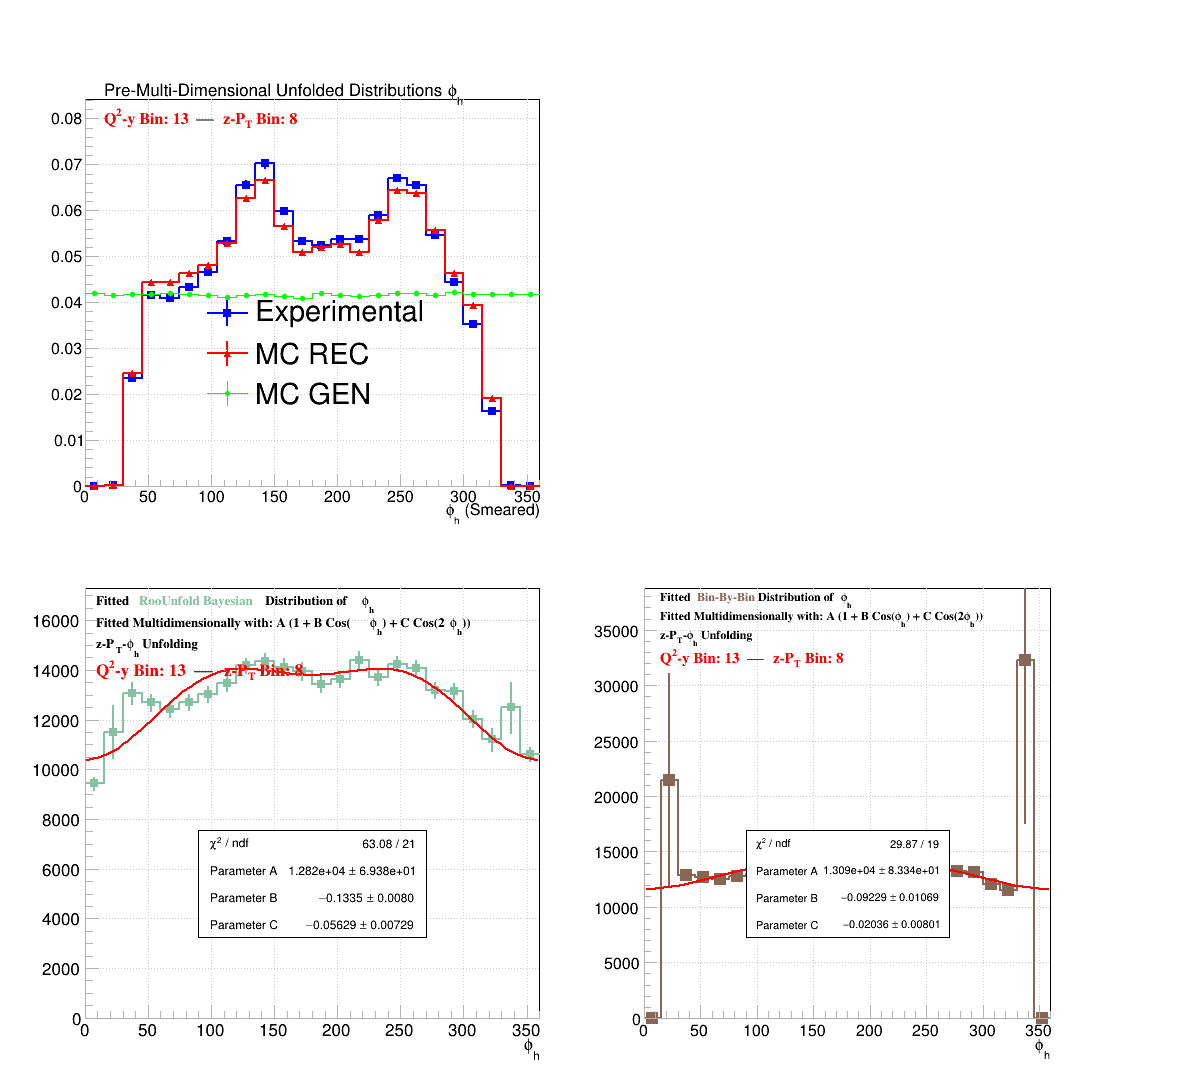 Pre-Multi-Dimensional Unfolded Distributions ϕh
Q²-y Bin: 13 — z-PT Bin: 8
0.08
0.07
0.06
0.05
0.04
0.03
0.02
0.01
0
Experimental
MC REC
MC GEN
0 50 100 150 200 250 300 350
ϕh (Smeared)
Fitted RooUnfold Bayesian Distribution of ϕh
Fitted Multidimensionally with: A (1 + B Cos( ϕh) + C Cos(2 ϕh))
z-PT-ϕh Unfolding
Q²-y Bin: 13 — z-PT Bin: 8
16000
14000
12000
10000
8000
6000
4000
2000
0
χ² / ndf 63.08 / 21
Parameter A 1.282e+04 ± 6.938e+01
Parameter B −0.1335 ± 0.0080
Parameter C −0.05629 ± 0.00729
0 50 100 150 200 250 300 350
ϕh
Fitted Bin-By-Bin Distribution of ϕh
Fitted Multidimensionally with: A (1 + B Cos(ϕh) + C Cos(2ϕh))
z-PT-ϕh Unfolding
Q²-y Bin: 13 — z-PT Bin: 8
35000
30000
25000
20000
15000
10000
5000
0
χ² / ndf 29.87 / 19
Parameter A 1.309e+04 ± 8.334e+01
Parameter B −0.09229 ± 0.01069
Parameter C −0.02036 ± 0.00801
0 50 100 150 200 250 300 350
ϕh